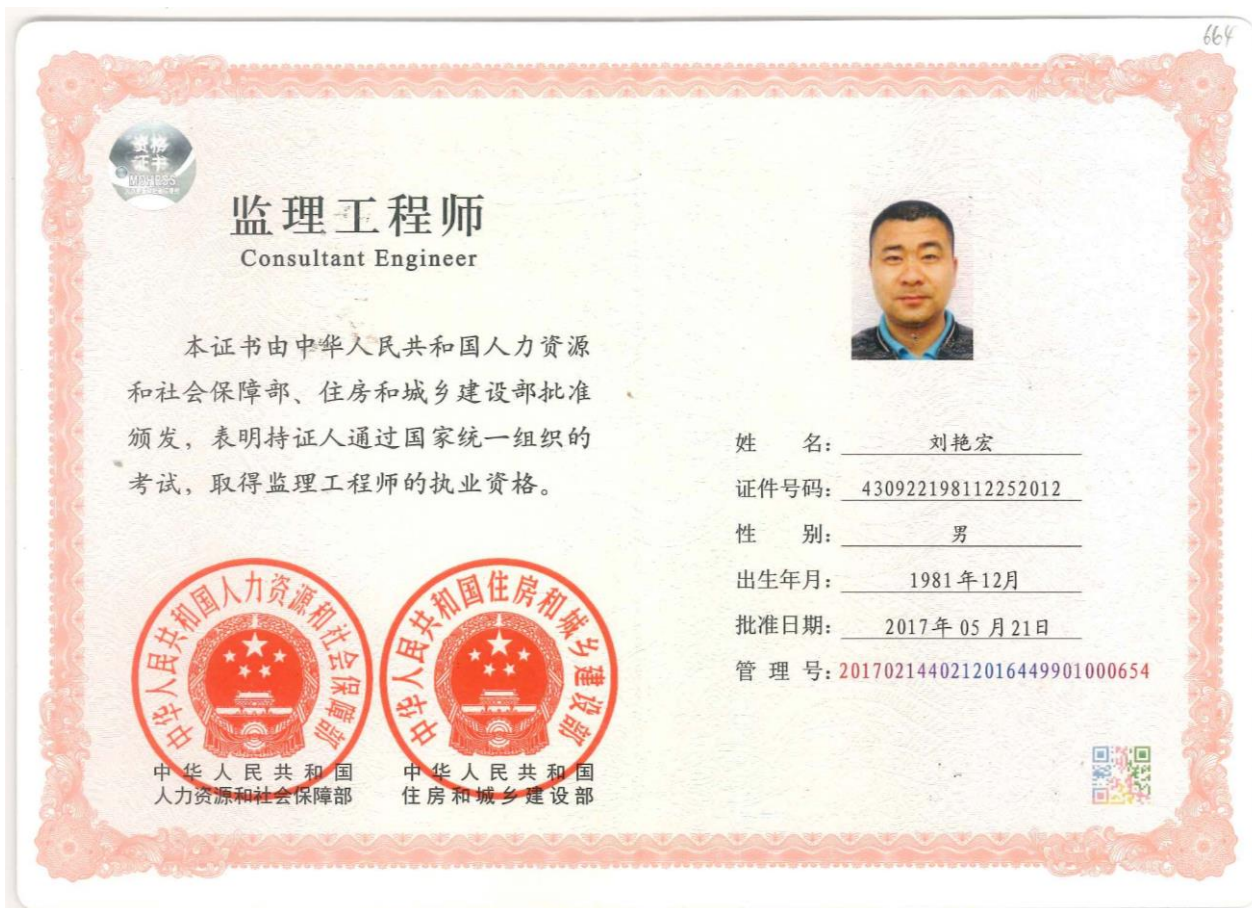 664
资格
证书
MOHRSS
监理工程师
Consultant Engineer
本证书由中华人民共和国人力资源
和社会保障部、住房和城乡建设部批准
颁发，表明持证人通过国家统一组织的
考试，取得监理工程师的执业资格。
中华人民共和国人力资源和社会保障部
中华人民共和国住房和城乡建设部
中华人民共和国
人力资源和社会保障部
中华人民共和国
住房和城乡建设部
姓 名：刘艳宏
证件号码：430922198112252012
性 别：男
出生年月：1981年12月
批准日期：2017年05月21日
管 理 号：2017021440212016449901000654